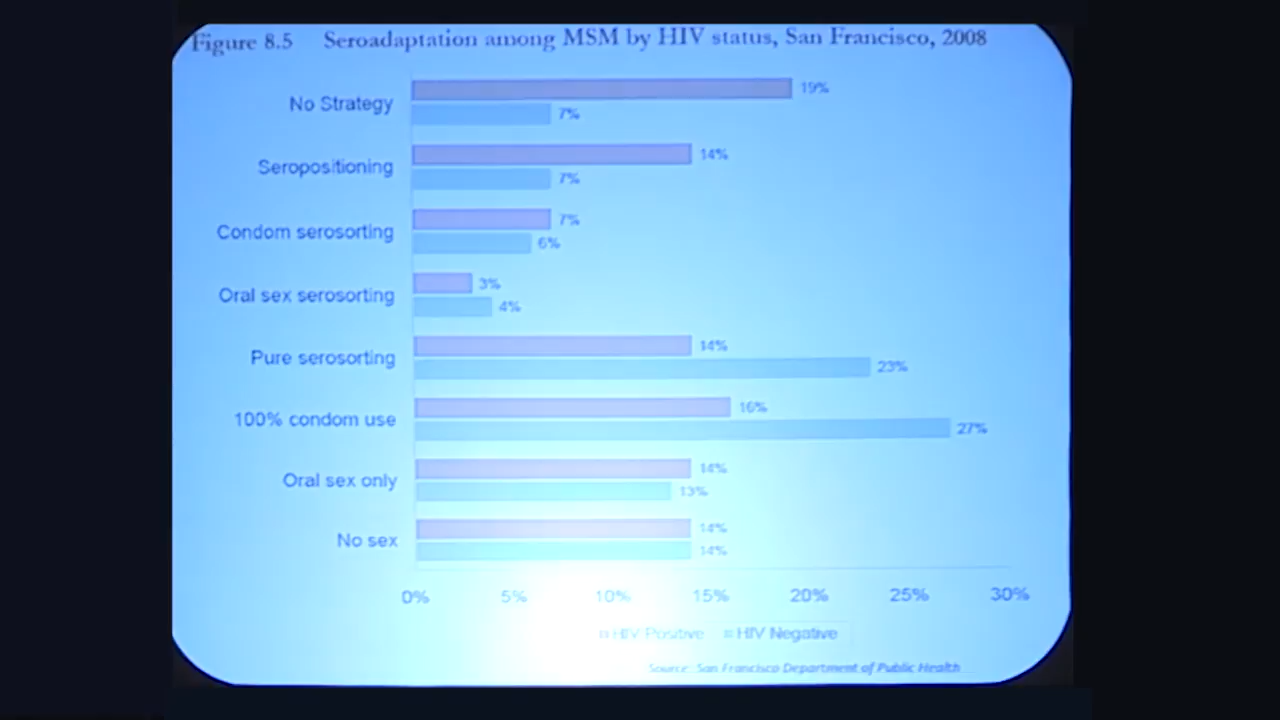 Figure 8.5 Seroadaptation among MSM by HIV status, San Francisco, 2008
No Strategy
19%
7%
Seropositioning
14%
7%
Condom serosorting
7%
6%
Oral sex serosorting
3%
4%
Pure serosorting
14%
23%
100% condom use
16%
27%
Oral sex only
14%
13%
No sex
14%
14%
0% 5% 10% 15% 20% 25% 30%
HIV Positive HIV Negative
Source: San Francisco Department of Public Health